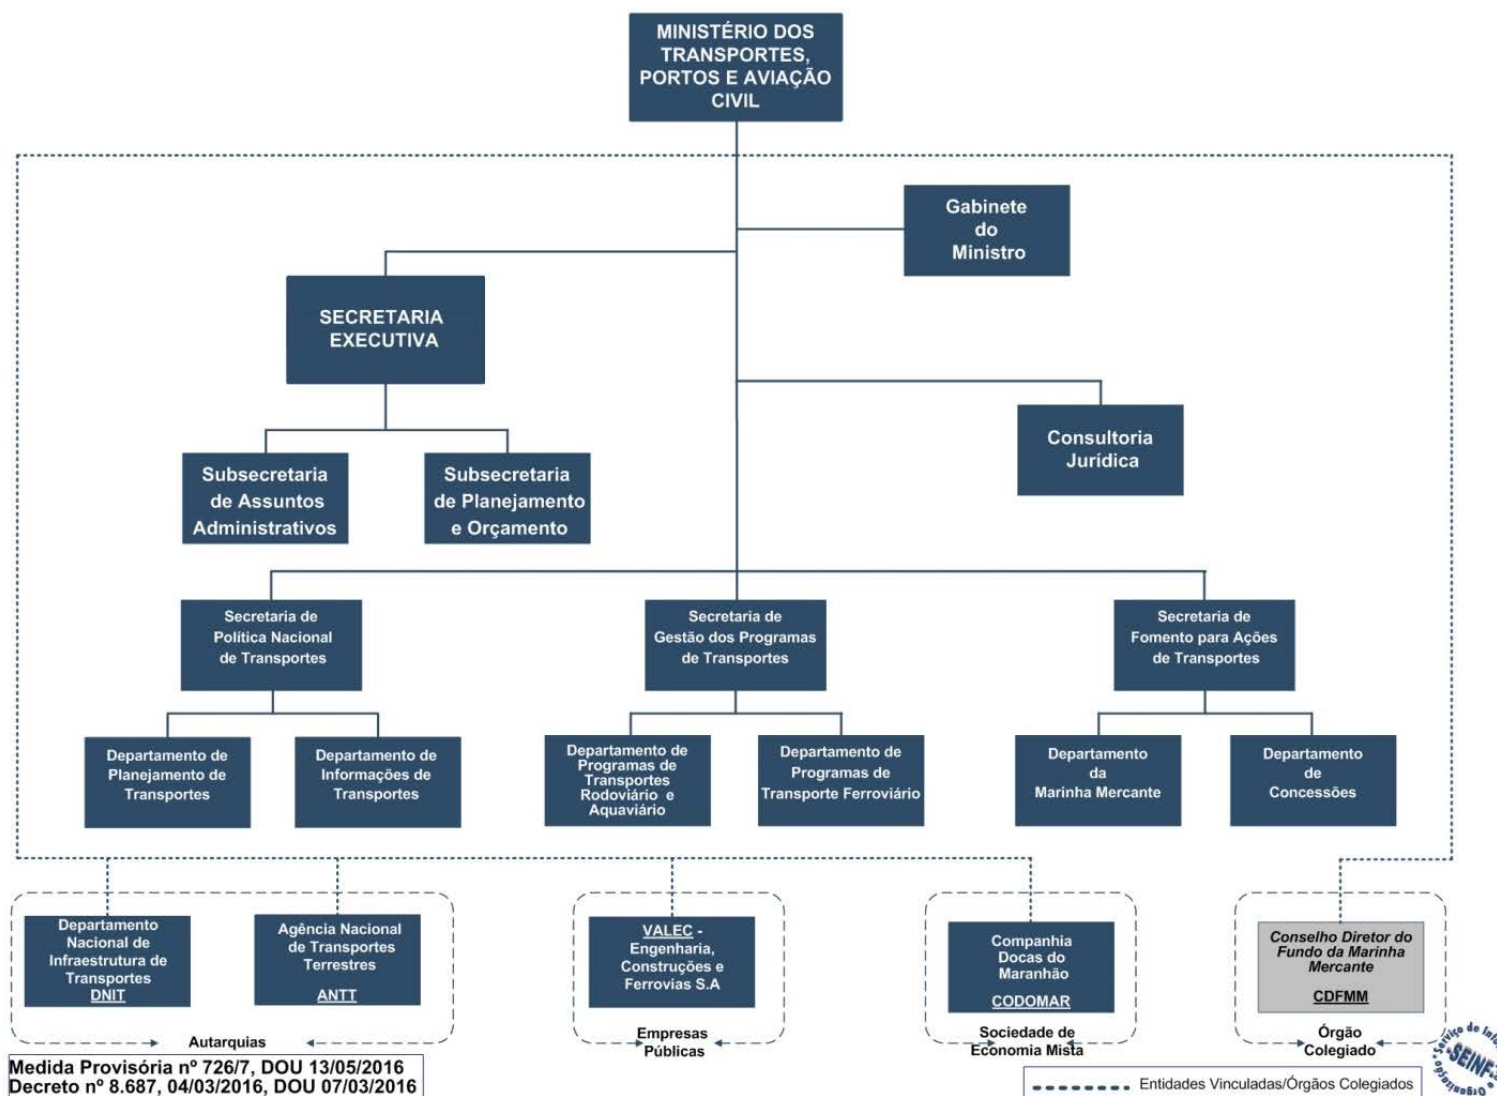 MINISTÉRIO DOS
TRANSPORTES,
PORTOS E AVIAÇÃO
CIVIL
Gabinete
do
Ministro
SECRETARIA
EXECUTIVA
Consultoria
Jurídica
Subsecretaria
de Assuntos
Administrativos
Subsecretaria
de Planejamento
e Orçamento
Secretaria de
Política Nacional
de Transportes
Secretaria de
Gestão dos Programas
de Transportes
Secretaria de
Fomento para Ações
de Transportes
Departamento de
Planejamento de
Transportes
Departamento de
Informações de
Transportes
Departamento de
Programas de
Transportes
Rodoviário e
Aquaviário
Departamento de
Programas de
Transporte Ferroviário
Departamento
da
Marinha Mercante
Departamento
de
Concessões
Departamento
Nacional de
Infraestrutura de
Transportes
DNIT
Agência Nacional
de Transportes
Terrestres
ANTT
VALEC -
Engenharia,
Construções e
Ferrovias S.A
Companhia
Docas do
Maranhão
CODOMAR
Conselho Diretor do
Fundo da Marinha
Mercante
CDFMM
Autarquias
Empresas
Públicas
Sociedade de
Economia Mista
Órgão
Colegiado
Medida Provisória nº 726/7, DOU 13/05/2016
Decreto nº 8.687, 04/03/2016, DOU 07/03/2016
Entidades Vinculadas/Órgãos Colegiados
Serviço de
SEINF
e Organização